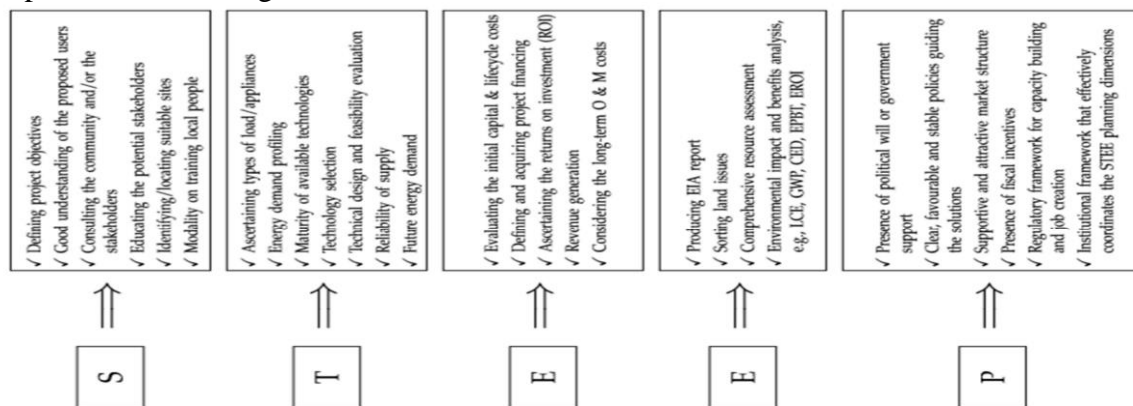 S
✓ Defining project objectives
✓ Good understanding of the proposed users
✓ Consulting the community and/or the
stakeholders
✓ Educating the potential stakeholders
✓ Identifying/locating suitable sites
✓ Modality on training local people
T
✓ Ascertaining types of load/appliances
✓ Energy demand profiling
✓ Maturity of available technologies
✓ Technology selection
✓ Technical design and feasibility evaluation
✓ Reliability of supply
✓ Future energy demand
E
✓ Evaluating the initial capital & lifecycle costs
✓ Defining and acquiring project financing
✓ Ascertaining the returns on investment (ROI)
✓ Revenue generation
✓ Considering the long-term O & M costs
E
✓ Producing EIA report
✓ Sorting land issues
✓ Comprehensive resource assessment
✓ Environmental impact and benefits analysis,
e.g., LCE, GWP, CED, EPBT, EROI
P
✓ Presence of political will or government
support
✓ Clear, favourable and stable policies guiding
the solutions
✓ Supportive and attractive market structure
✓ Presence of fiscal incentives
✓ Regulatory framework for capacity building
and job creation
✓ Institutional framework that effectively
coordinates the STEE planning dimensions